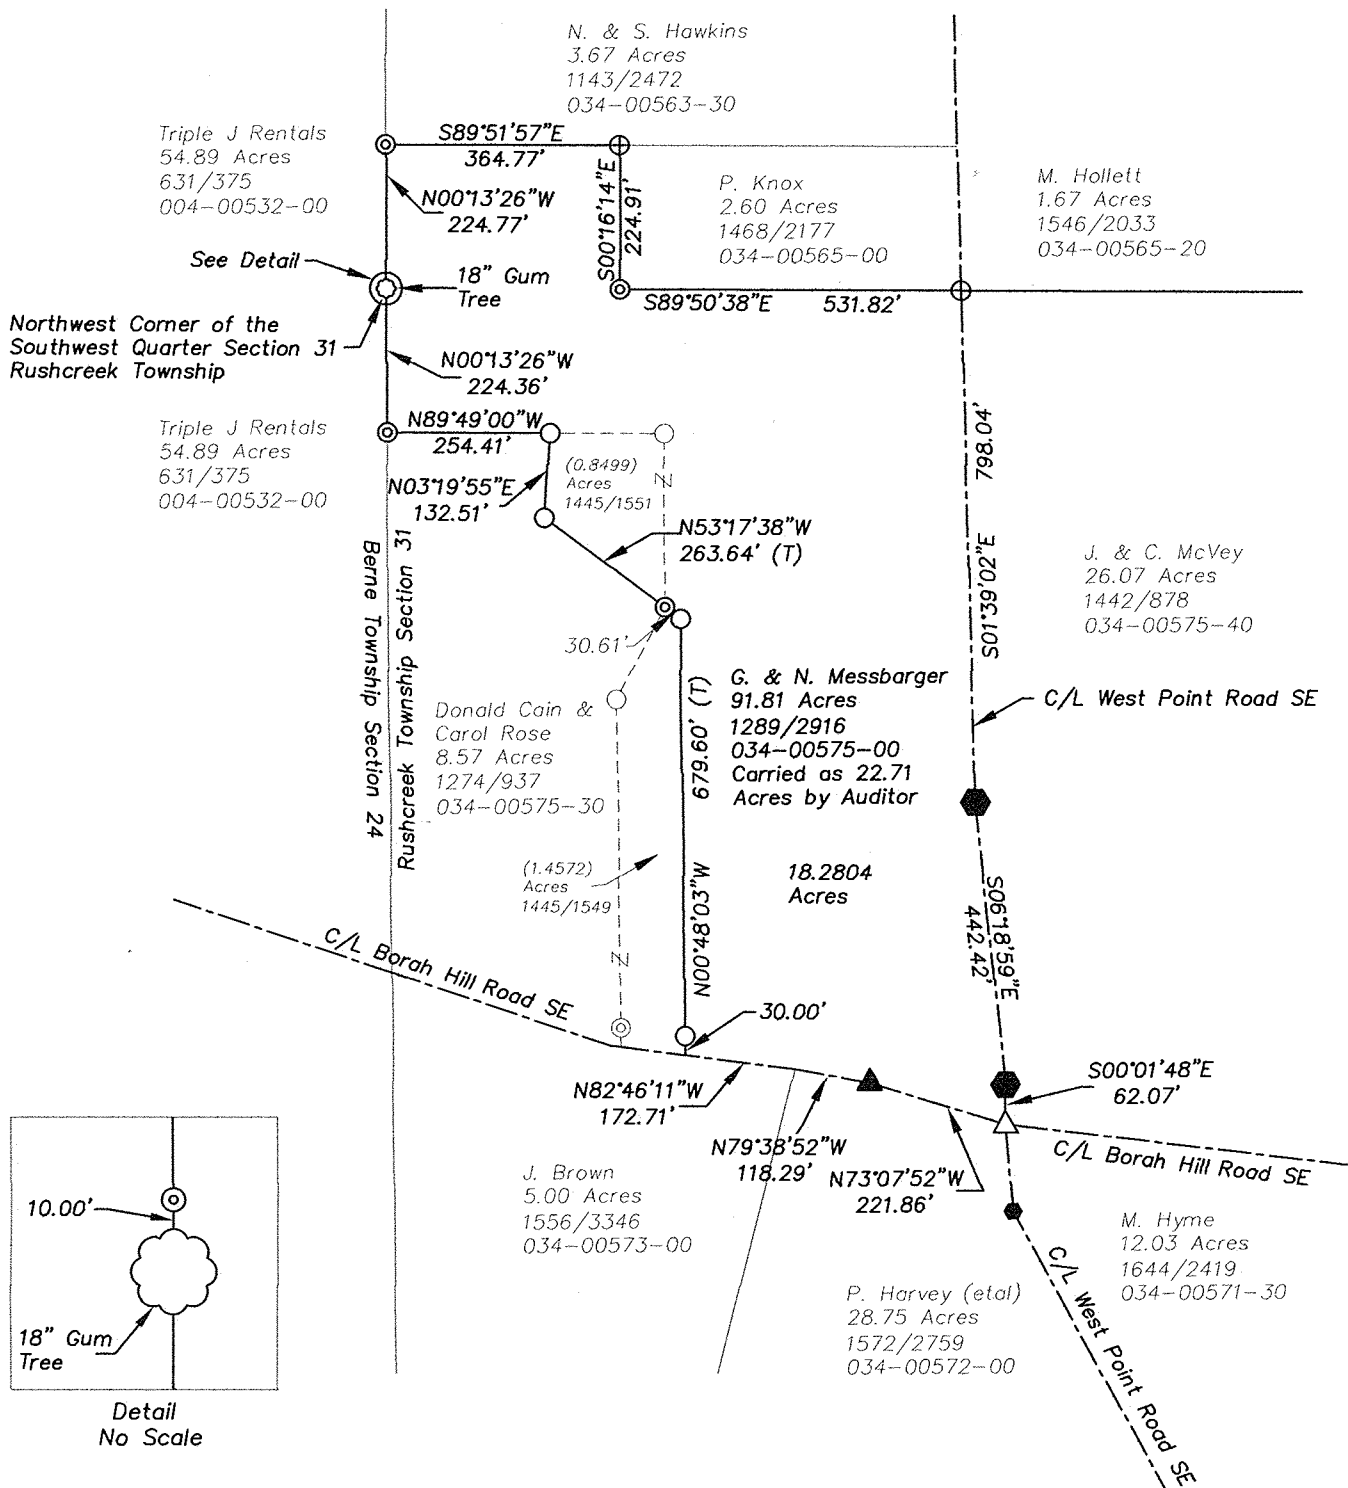 N. & S. Hawkins
3.67 Acres
1143/2472
034-00563-30
Triple J Rentals
54.89 Acres
631/375
004-00532-00
S89°51'57"E
364.77'
N00°13'26"W
224.77'
S00°16'14"E
224.91'
P. Knox
2.60 Acres
1468/2177
034-00565-00
M. Hollett
1.67 Acres
1546/2033
034-00565-20
See Detail
18" Gum
Tree
S89°50'38"E 531.82'
Northwest Corner of the
Southwest Quarter Section 31
Rushcreek Township
N00°13'26"W
224.36'
Triple J Rentals
54.89 Acres
631/375
004-00532-00
N89°49'00"W
254.41'
(0.8499)
Acres
1445/1551
N03°19'55"E
132.51'
N53°17'38"W
263.64' (T)
S01°39'02"E 798.04'
J. & C. McVey
26.07 Acres
1442/878
034-00575-40
Berne Township Section 24
Rushcreek Township Section 31
30.61'
Donald Cain &
Carol Rose
8.57 Acres
1274/937
034-00575-30
N00°48'03"W 679.60' (T)
G. & N. Messbarger
91.81 Acres
1289/2916
034-00575-00
Carried as 22.71
Acres by Auditor
C/L West Point Road SE
(1.4572)
Acres
1445/1549
18.2804
Acres
S06°18'59"E
442.42'
C/L Borah Hill Road SE
30.00'
N82°46'11"W
172.71'
S00°01'48"E
62.07'
N79°38'52"W
118.29'
N73°07'52"W
221.86'
C/L Borah Hill Road SE
J. Brown
5.00 Acres
1556/3346
034-00573-00
M. Hyme
12.03 Acres
1644/2419
034-00571-30
P. Harvey (etal)
28.75 Acres
1572/2759
034-00572-00
C/L West Point Road SE
10.00'
18" Gum
Tree
Detail
No Scale